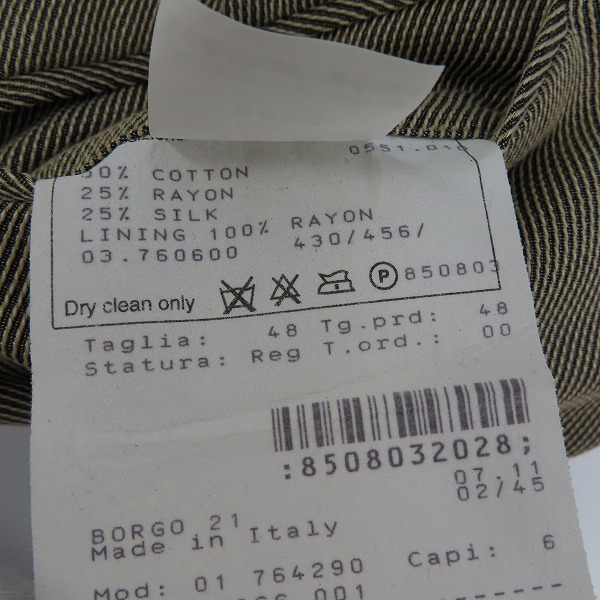 0551.01
50% COTTON
25% RAYON
25% SILK
LINING 100% RAYON
03.760600 430/456/
Dry clean only P 850803
Taglia: 48 Tg.prd: 48
Statura: Reg T.ord.: 00
:8508032028;
07.11
02/45
BORGO 21
Made in Italy
Mod: 01 764290 Capi: 6
001